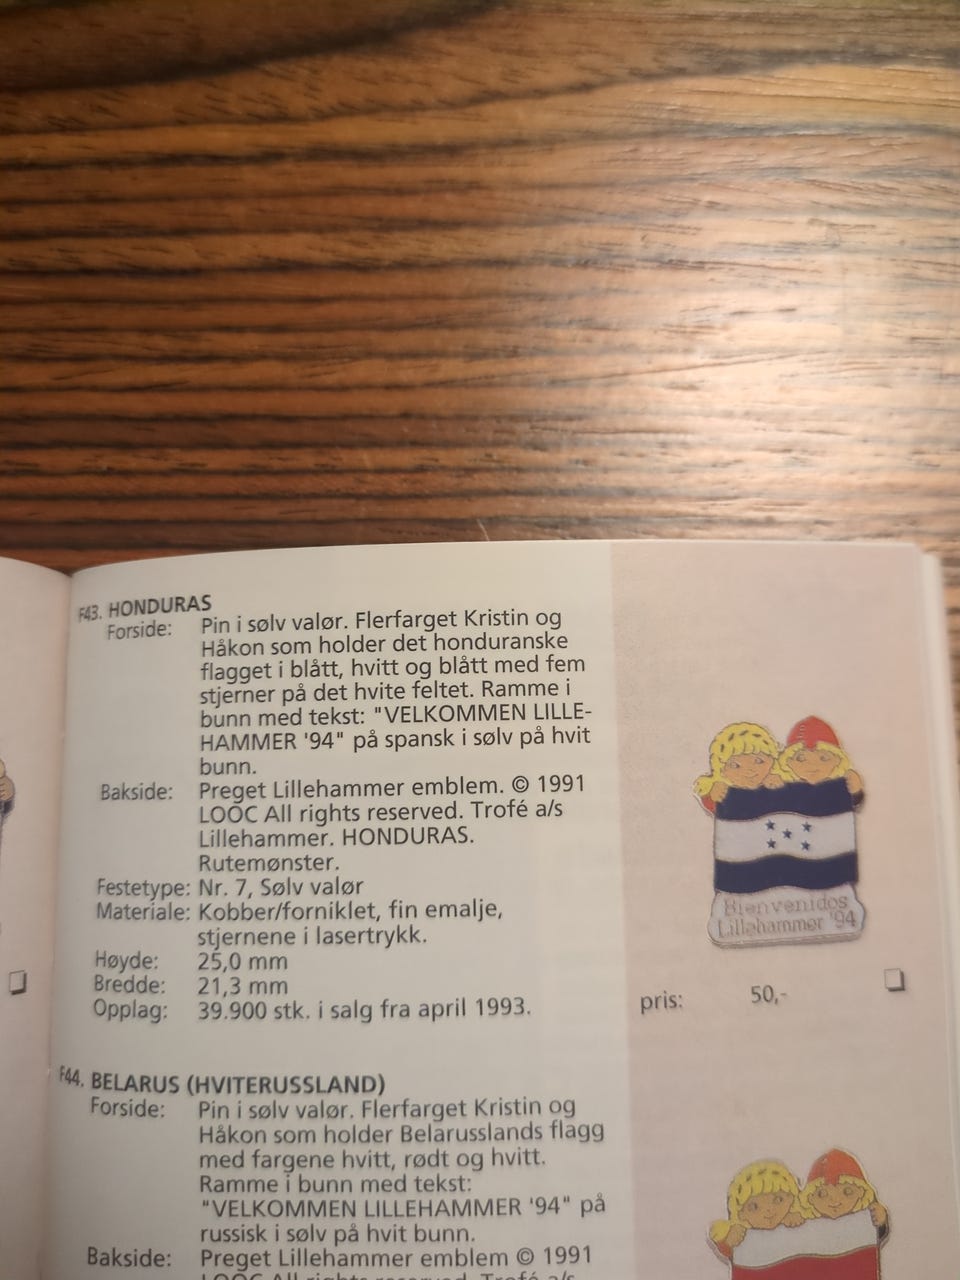 F43. HONDURAS
Forside: Pin i sølv valør. Flerfarget Kristin og
Håkon som holder det honduranske
flagget i blått, hvitt og blått med fem
stjerner på det hvite feltet. Ramme i
bunn med tekst: "VELKOMMEN LILLE-
HAMMER '94" på spansk i sølv på hvit
bunn.
Bakside: Preget Lillehammer emblem. © 1991
LOOC All rights reserved. Trofé a/s
Lillehammer. HONDURAS.
Rutemønster.
Festetype: Nr. 7, Sølv valør
Materiale: Kobber/forniklet, fin emalje,
stjernene i lasertrykk.
Høyde: 25,0 mm
Bredde: 21,3 mm
Opplag: 39.900 stk. i salg fra april 1993.
Bienvenidos
Lillehammer '94
pris: 50,-
F44. BELARUS (HVITERUSSLAND)
Forside: Pin i sølv valør. Flerfarget Kristin og
Håkon som holder Belarusslands flagg
med fargene hvitt, rødt og hvitt.
Ramme i bunn med tekst:
"VELKOMMEN LILLEHAMMER '94" på
russisk i sølv på hvit bunn.
Bakside: Preget Lillehammer emblem © 1991
LOOC All rights reserved. Trofé a/s